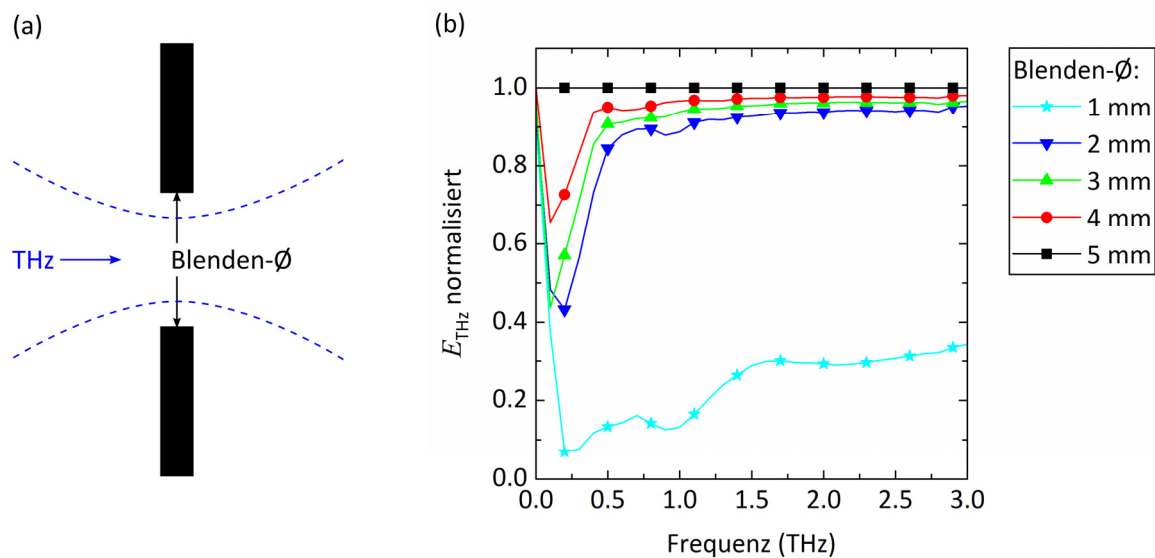 (a)
THz
Blenden-Ø
(b)
E_THz normalisiert
1.0
0.8
0.6
0.4
0.2
0.0
0.0 0.5 1.0 1.5 2.0 2.5 3.0
Frequenz (THz)
Blenden-Ø:
1 mm
2 mm
3 mm
4 mm
5 mm